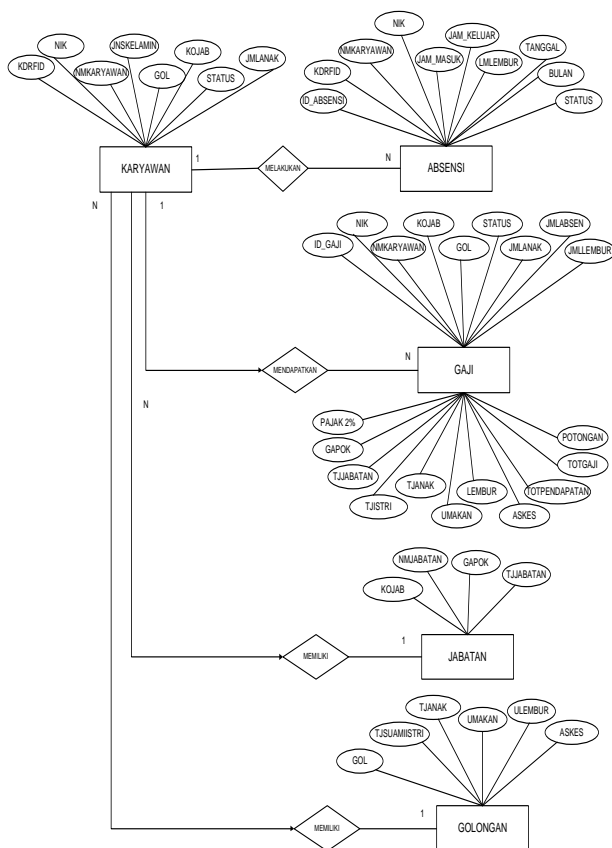 NIK
JNSKELAMIN
KOJAB
JMLANAK
KDRFID
NMKARYAWAN
GOL
STATUS
KARYAWAN
1
MELAKUKAN
N
NIK
JAM_KELUAR
NMKARYAWAN
TANGGAL
JAM_MASUK
LMLEMBUR
KDRFID
BULAN
ID_ABSENSI
STATUS
ABSENSI
N
1
N
NIK
KOJAB
STATUS
JMLABSEN
ID_GAJI
NMKARYAWAN
GOL
JMLANAK
JMLLEMBUR
MENDAPATKAN
N
GAJI
PAJAK 2%
GAPOK
TJJABATAN
TJISTRI
TJANAK
UMAKAN
LEMBUR
ASKES
TOTPENDAPATAN
TOTGAJI
POTONGAN
NMJABATAN
GAPOK
TJJABATAN
KOJAB
MEMILIKI
1
JABATAN
TJANAK
UMAKAN
ULEMBUR
TJSUAMIISTRI
ASKES
GOL
MEMILIKI
1
GOLONGAN